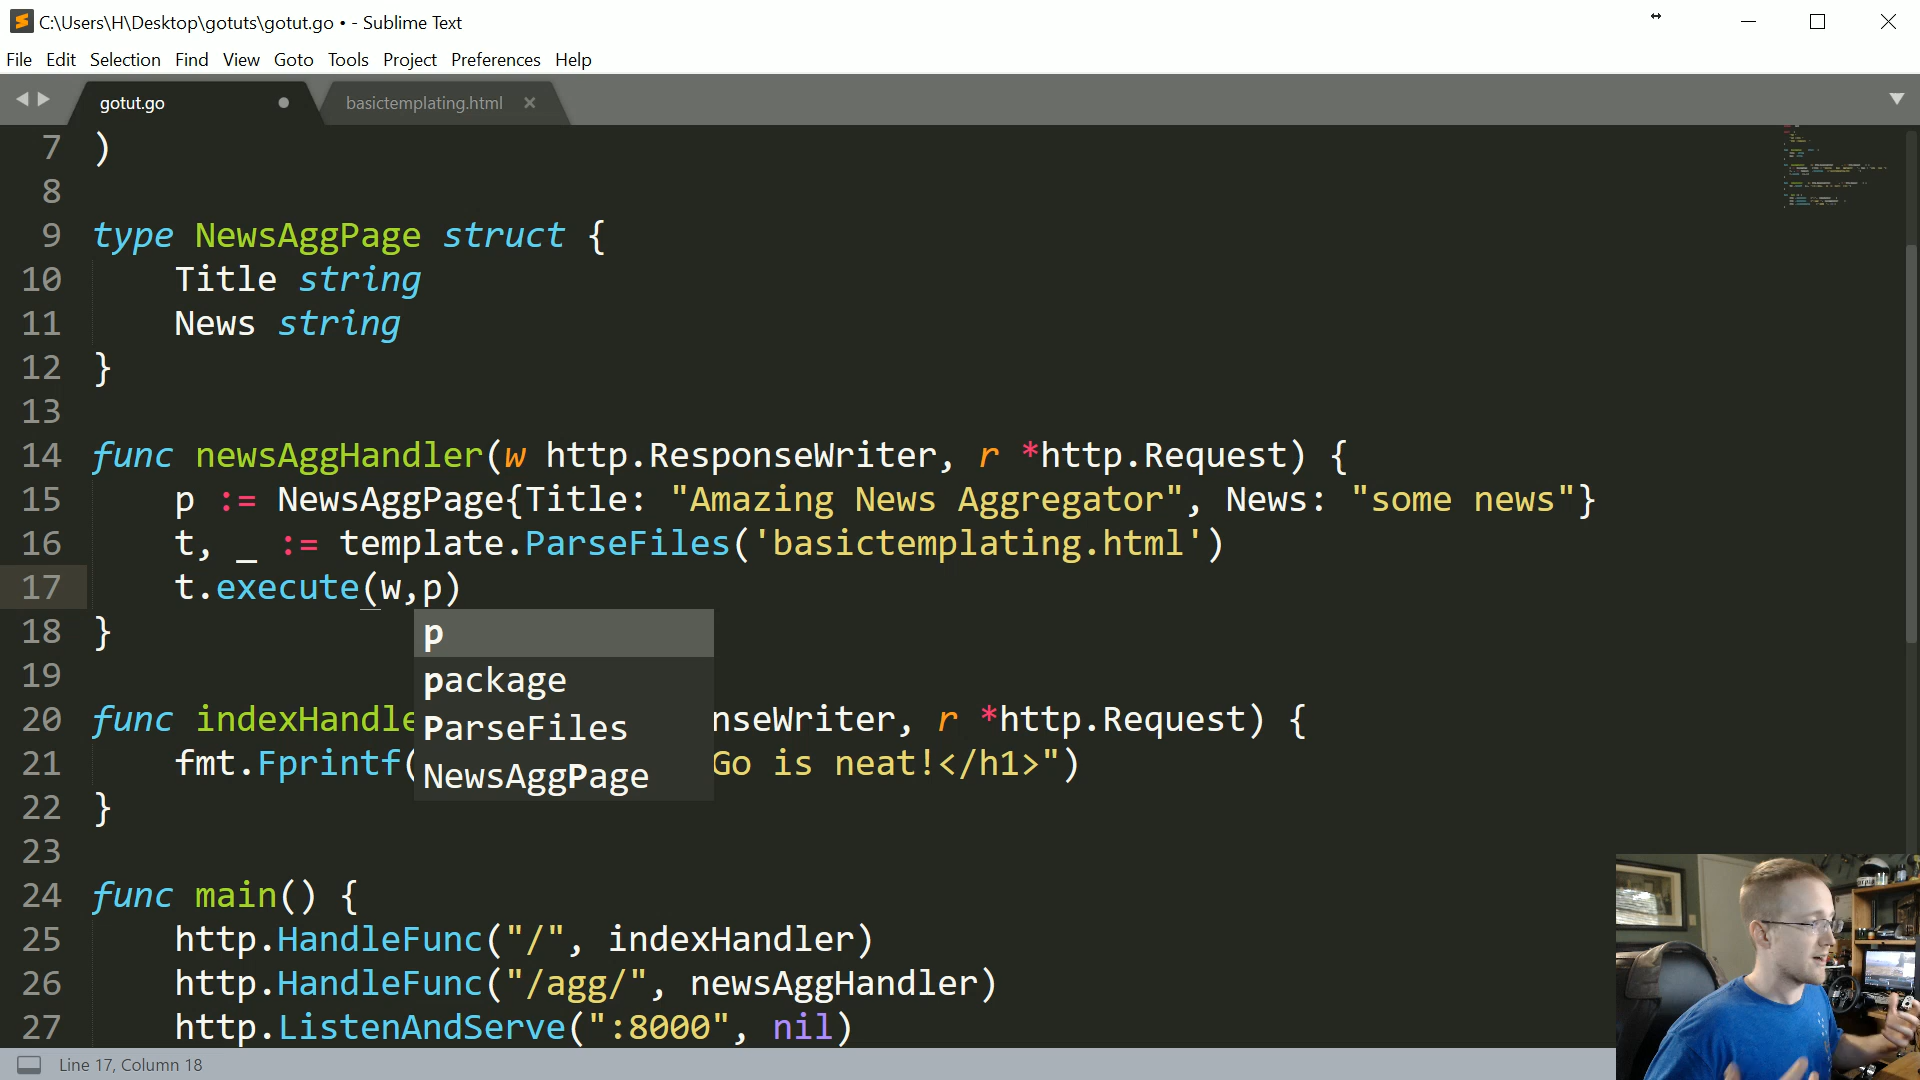 C:\Users\H\Desktop\gotuts\gotut.go • - Sublime Text
File Edit Selection Find View Goto Tools Project Preferences Help
gotut.go basictemplating.html
7 )
8
9 type NewsAggPage struct {
10 Title string
11 News string
12 }
13
14 func newsAggHandler(w http.ResponseWriter, r *http.Request) {
15 p := NewsAggPage{Title: "Amazing News Aggregator", News: "some news"}
16 t, _ := template.ParseFiles('basictemplating.html')
17 t.execute(w,p)
18 }
p
package
ParseFiles
NewsAggPage
19
20 func indexHandle nseWriter, r *http.Request) {
21 fmt.Fprintf( Go is neat!</h1>")
22 }
23
24 func main() {
25 http.HandleFunc("/", indexHandler)
26 http.HandleFunc("/agg/", newsAggHandler)
27 http.ListenAndServe(":8000", nil)
Line 17, Column 18